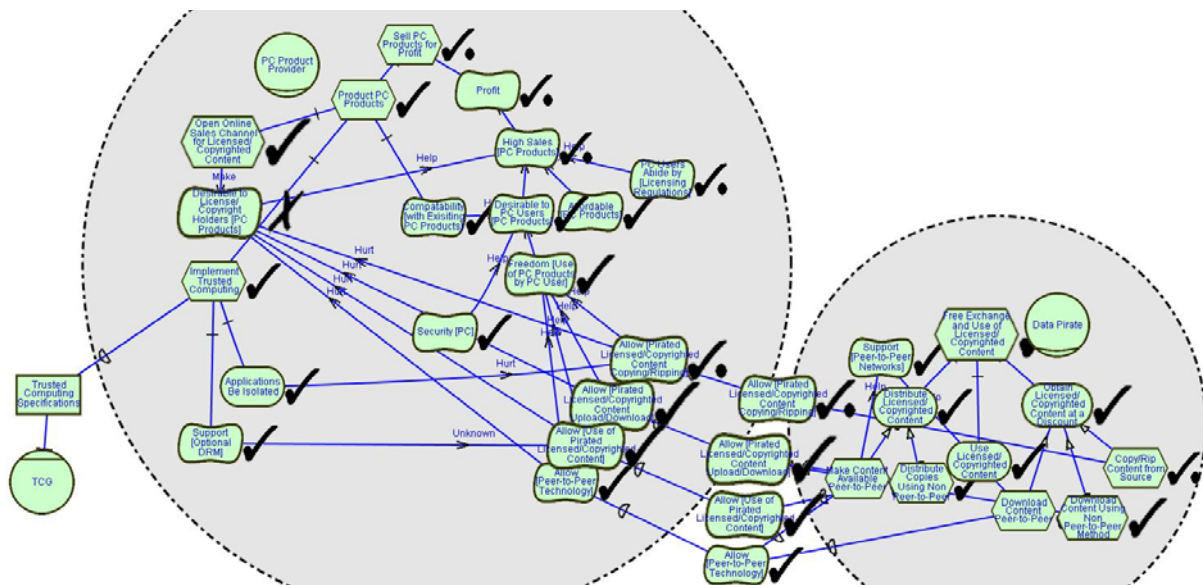 Sell PC
Products for
Profit
PC Product
Provider
Product PC
Products
Profit
Open Online
Sales Channel
for Licensed/
Copyrighted
Content
High Sales
[PC Products]
Help
Help
PC Users
Abide by
[Licensing
Regulations]
Make
Desirable to
License/
Copyright
Holders [PC
Products]
Compatability
[with Exisiting
PC Products]
Desirable to
PC Users
[PC Products]
Affordable
[PC Products]
Hurt
Hurt
Hurt
Hurt
Implement
Trusted
Computing
Help
Freedom [Use
of PC Products
by PC User]
Help
Help
Help
Help
Security [PC]
Trusted
Computing
Specifications
Applications
Be Isolated
Hurt
Allow [Pirated
Licensed/Copyrighted
Content
Copying/Rippings]
Allow [Pirated
Licensed/Copyrighted
Content
Upload/Download]
Support
[Optional
DRM]
Unknown
Allow [Use of
Pirated
Licensed/Copyrighted
Content]
Allow
[Peer-to-Peer
Technology]
TCG
Allow [Pirated
Licensed/Copyrighted
Content
Copying/Ripping]
Allow [Pirated
Licensed/Copyrighted
Content
Upload/Download]
Allow [Use of
Pirated
Licensed/Copyrighted
Content]
Allow
[Peer-to-Peer
Technology]
Free Exchange
and Use of
Licensed/
Copyrighted
Content
Data Pirate
Support
[Peer-to-Peer
Networks]
Help
Distribute
Licensed/
Copyrighted
Content
Obtain
Licensed/
Copyrighted
Content at a
Discount
Use
Licensed/
Copyrighted
Content
Copy/Rip
Content from
Source
Make Content
Available
Peer-to-Peer
Distribute
Copies
Using Non
Peer-to-Peer
Download
Content
Peer-to-Peer
Download
Content Using
Non
Peer-to-Peer
Method